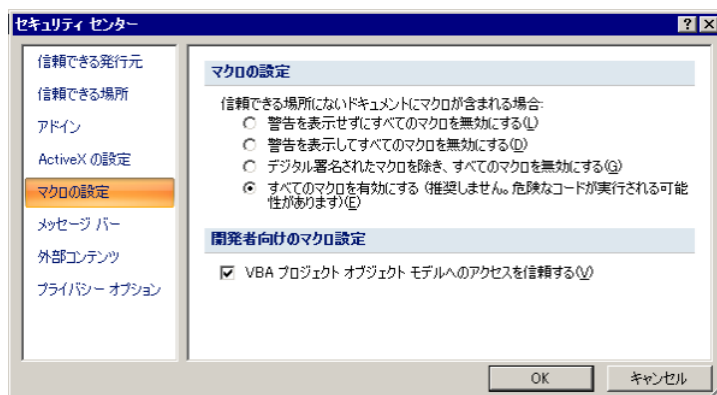 セキュリティ センター
信頼できる発行元
信頼できる場所
アドイン
ActiveX の設定
マクロの設定
メッセージ バー
外部コンテンツ
プライバシー オプション
マクロの設定
信頼できる場所にないドキュメントにマクロが含まれる場合:
警告を表示せずにすべてのマクロを無効にする(L)
警告を表示してすべてのマクロを無効にする(D)
デジタル署名されたマクロを除き、すべてのマクロを無効にする(G)
すべてのマクロを有効にする (推奨しません。危険なコードが実行される可能
性があります)(E)
開発者向けのマクロ設定
VBA プロジェクト オブジェクト モデルへのアクセスを信頼する(V)
OK
キャンセル